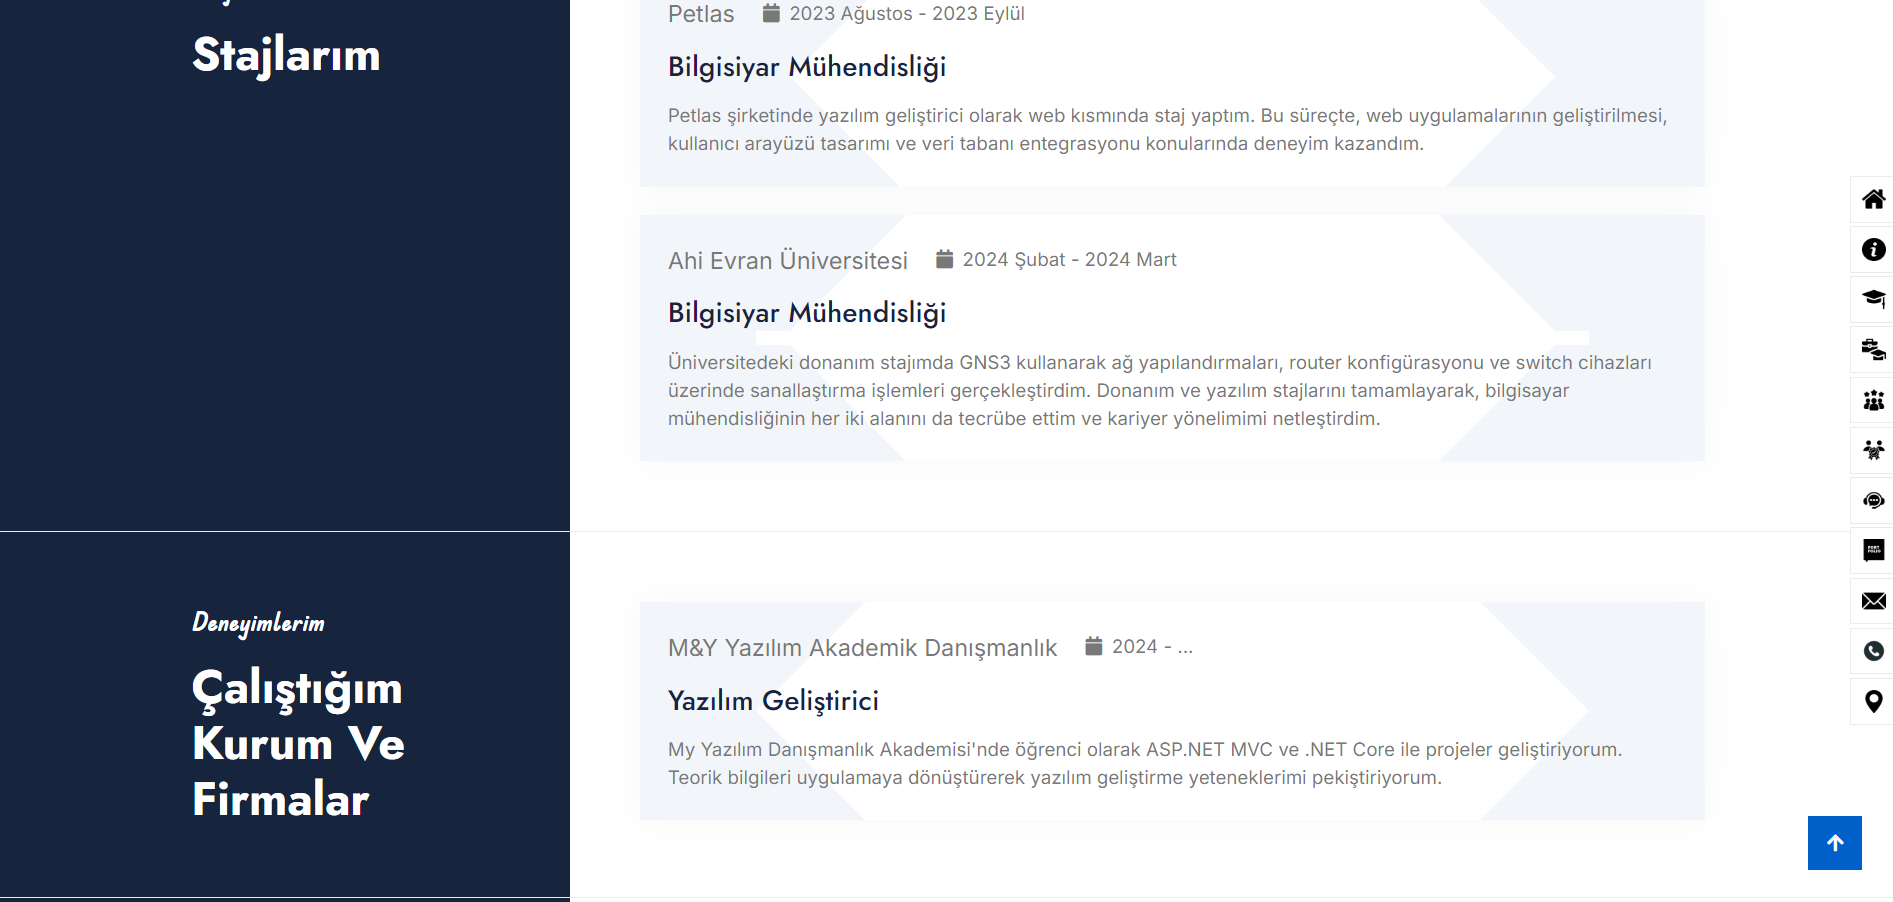 Stajlarım
Petlas 2023 Ağustos - 2023 Eylül
Bilgisiyar Mühendisliği
Petlas şirketinde yazılım geliştirici olarak web kısmında staj yaptım. Bu süreçte, web uygulamalarının geliştirilmesi,
kullanıcı arayüzü tasarımı ve veri tabanı entegrasyonu konularında deneyim kazandım.
Ahi Evran Üniversitesi 2024 Şubat - 2024 Mart
Bilgisiyar Mühendisliği
Üniversitedeki donanım stajımda GNS3 kullanarak ağ yapılandırmaları, router konfigürasyonu ve switch cihazları
üzerinde sanallaştırma işlemleri gerçekleştirdim. Donanım ve yazılım stajlarını tamamlayarak, bilgisayar
mühendisliğinin her iki alanını da tecrübe ettim ve kariyer yönelimimi netleştirdim.
Deneyimlerim
Çalıştığım
Kurum Ve
Firmalar
M&Y Yazılım Akademik Danışmanlık 2024 - ...
Yazılım Geliştirici
My Yazılım Danışmanlık Akademisi'nde öğrenci olarak ASP.NET MVC ve .NET Core ile projeler geliştiriyorum.
Teorik bilgileri uygulamaya dönüştürerek yazılım geliştirme yeteneklerimi pekiştiriyorum.
PORT
FOLIO